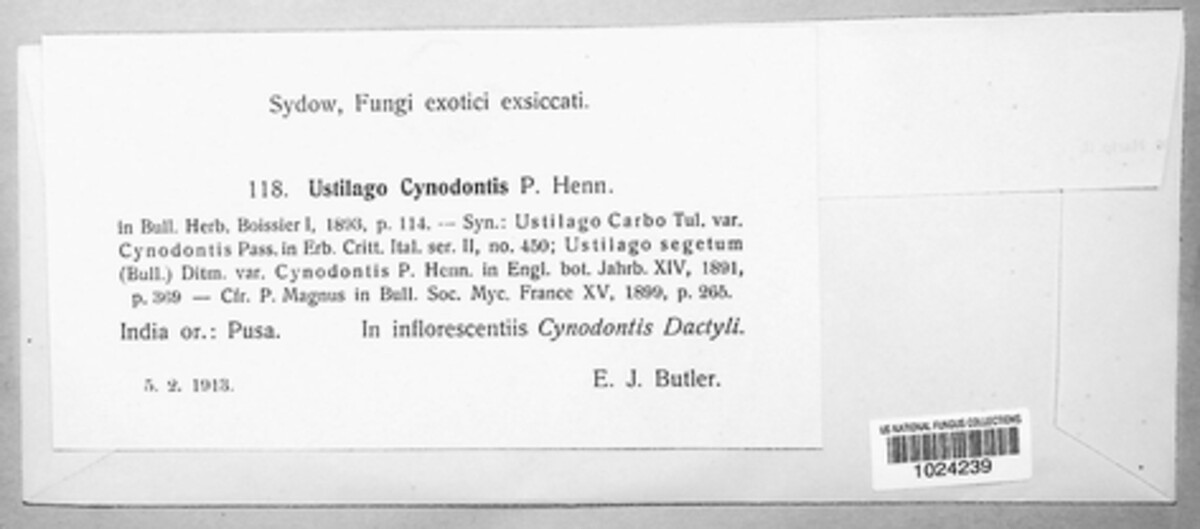 Sydow, Fungi exotici exsiccati.
118. Ustilago Cynodontis P. Henn.
in Bull. Herb. Boissier I, 1893, p. 114. — Syn.: Ustilago Carbo Tul. var.
Cynodontis Pass. in Erb. Critt. Ital. ser. II, no. 450; Ustilago segetum
(Bull.) Ditm. var. Cynodontis P. Henn. in Engl. bot. Jahrb. XIV, 1891,
p. 369 — Cfr. P. Magnus in Bull. Soc. Myc. France XV, 1899, p. 265.
India or.: Pusa. In inflorescentiis Cynodontis Dactyli.
5. 2. 1913. E. J. Butler.
US NATIONAL FUNGUS COLLECTIONS
1024239